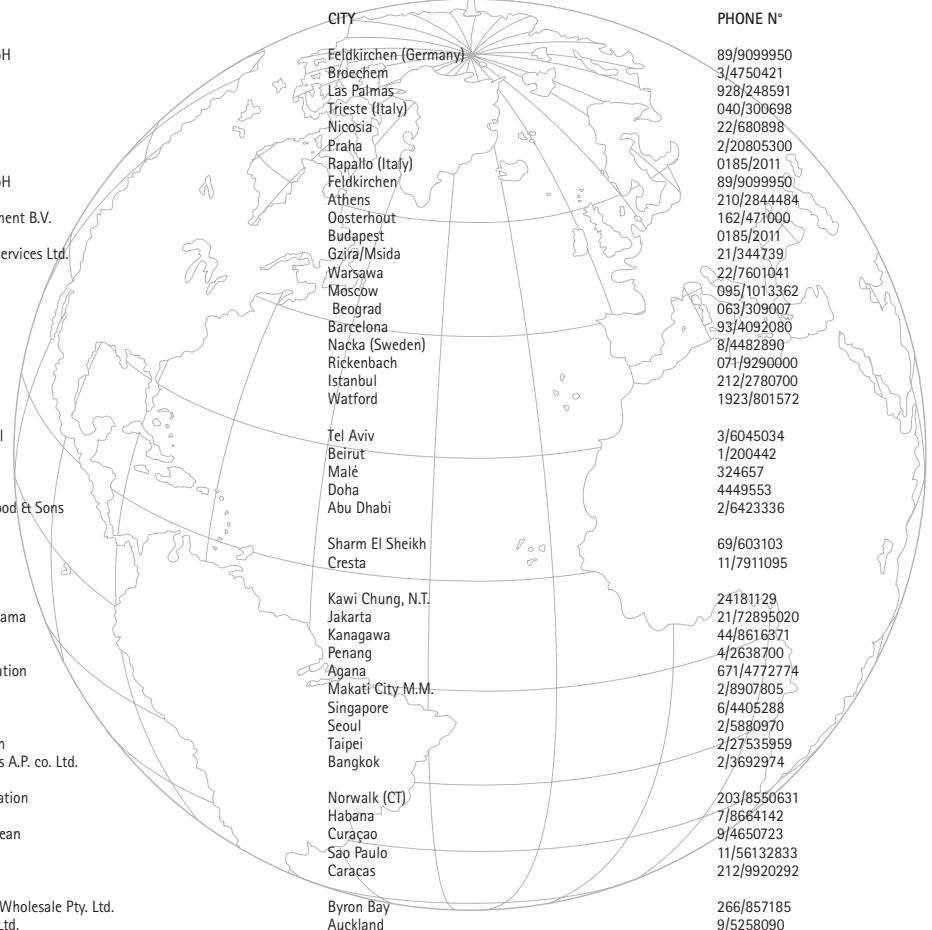 CITY PHONE N°
bH Feldkirchen (Germany) 89/9099950
Broechem 3/4750421
Las Palmas 928/248591
Trieste (Italy) 040/300698
Nicosia 22/680898
Praha 2/20805300
Rapallo (Italy) 0185/2011
bH Feldkirchen 89/9099950
Athens 210/2844484
ment B.V. Oosterhout 162/471000
Budapest 0185/2011
ervices Ltd. Gzira/Msida 21/344739
Warsawa 22/7601041
Moscow 095/1013362
Beograd 063/309007
Barcelona 93/4092080
Nacka (Sweden) 8/4482890
Rickenbach 071/9290000
Istanbul 212/2780700
Watford 1923/801572
l Tel Aviv 3/6045034
Beirut 1/200442
Malé 324657
Doha 4449553
ood & Sons Abu Dhabi 2/6423336
Sharm El Sheikh 69/603103
Cresta 11/7911095
Kawi Chung, N.T. 24181129
ama Jakarta 21/72895020
Kanagawa 44/8616371
Penang 4/2638700
ation Agana 671/4772774
Makati City M.M. 2/8907805
Singapore 6/4405288
Seoul 2/5880970
n Taipei 2/27535959
s A.P. co. Ltd. Bangkok 2/3692974
ation Norwalk (CT) 203/8550631
Habana 7/8664142
ean Curaçao 9/4650723
Sao Paulo 11/56132833
Caracas 212/9920292
Wholesale Pty. Ltd. Byron Bay 266/857185
Ltd. Auckland 9/5258090